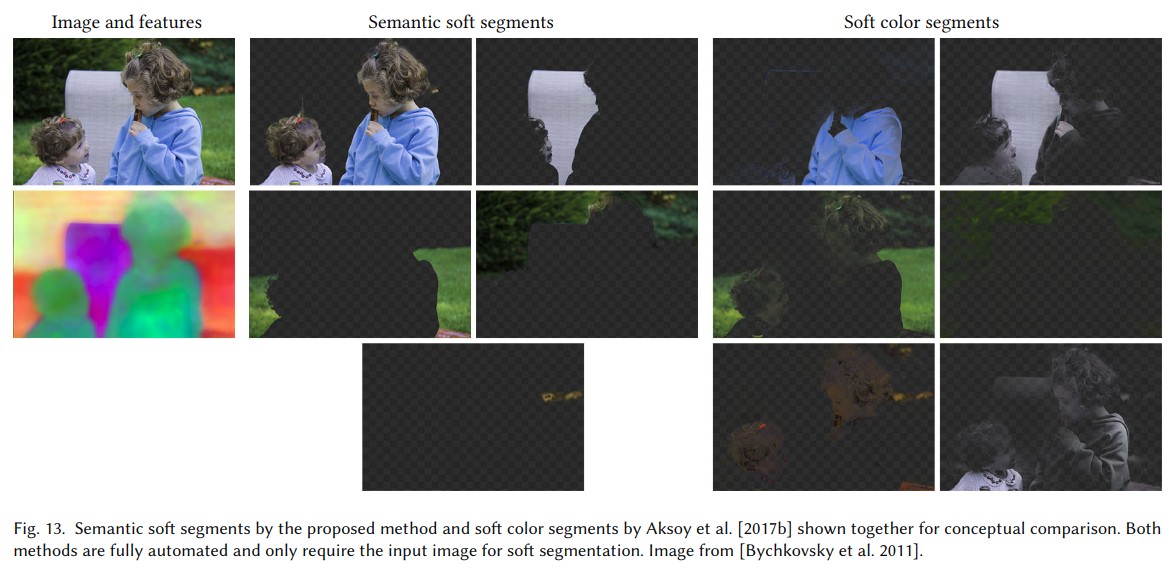 Image and features
Semantic soft segments
Soft color segments
Fig. 13. Semantic soft segments by the proposed method and soft color segments by Aksoy et al. [2017b] shown together for conceptual comparison. Both
methods are fully automated and only require the input image for soft segmentation. Image from [Bychkovsky et al. 2011].